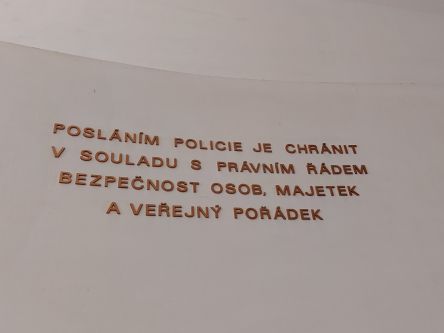 POSLÁNÍM POLICIE JE CHRÁNIT
V SOULADU S PRÁVNÍM ŘÁDEM
BEZPEČNOST OSOB, MAJETEK
A VEŘEJNÝ POŘÁDEK